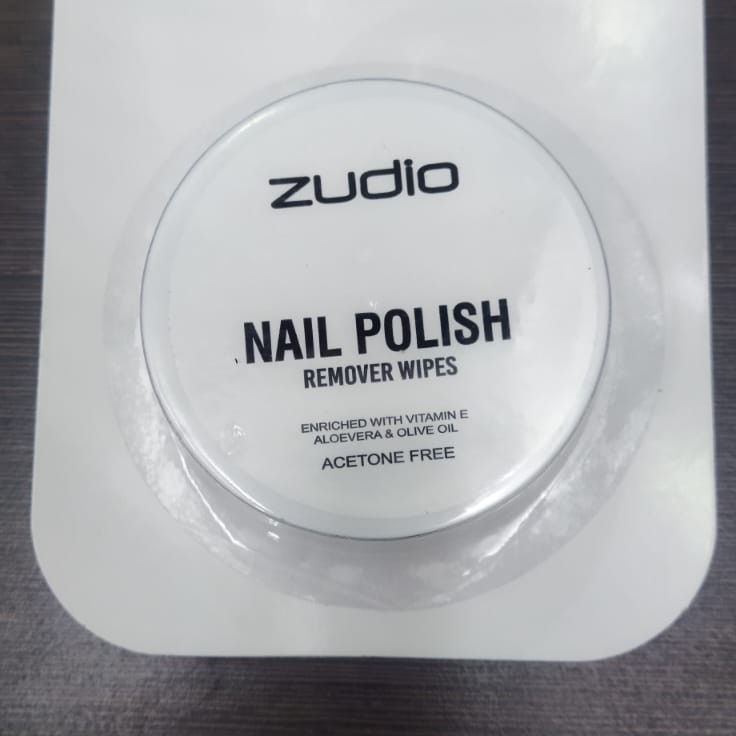 zudio
NAIL POLISH
REMOVER WIPES
ENRICHED WITH VITAMIN E
ALOEVERA & OLIVE OIL
ACETONE FREE